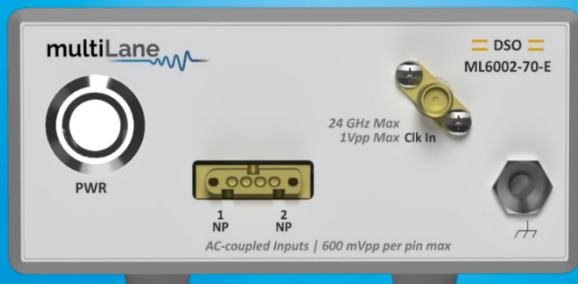 multiLane
DSO
ML6002-70-E
24 GHz Max
1Vpp Max Clk In
PWR
1 2
NP NP
AC-coupled Inputs | 600 mVpp per pin max